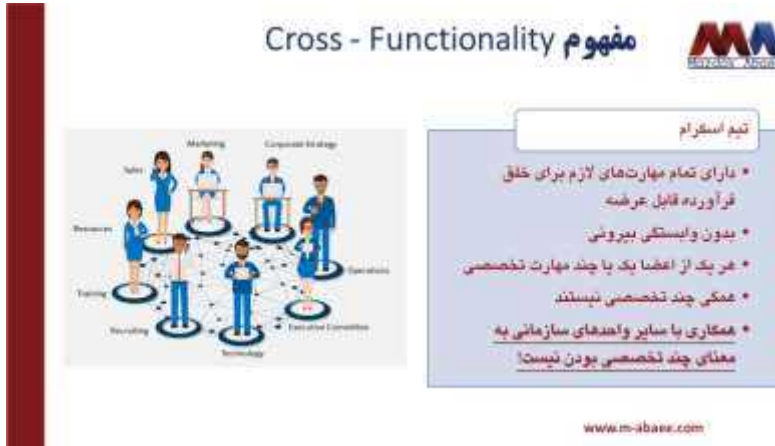 مفهوم Cross - Functionality
تیم اسکرام
• دارای تمام مهارت‌های لازم برای خلق
فرآورده قابل عرضه
• بدون وابستگی بیرونی
• هر یک از اعضا یک یا چند مهارت تخصصی
• همگی چند تخصصی نیستند
• همکاری با سایر واحدهای سازمانی به
معنای چند تخصصی بودن نیست!
Marketing
Corporate Strategy
Sales
Resources
Operations
Training
Recruiting
Executive Committee
Technology
www.m-abaee.com